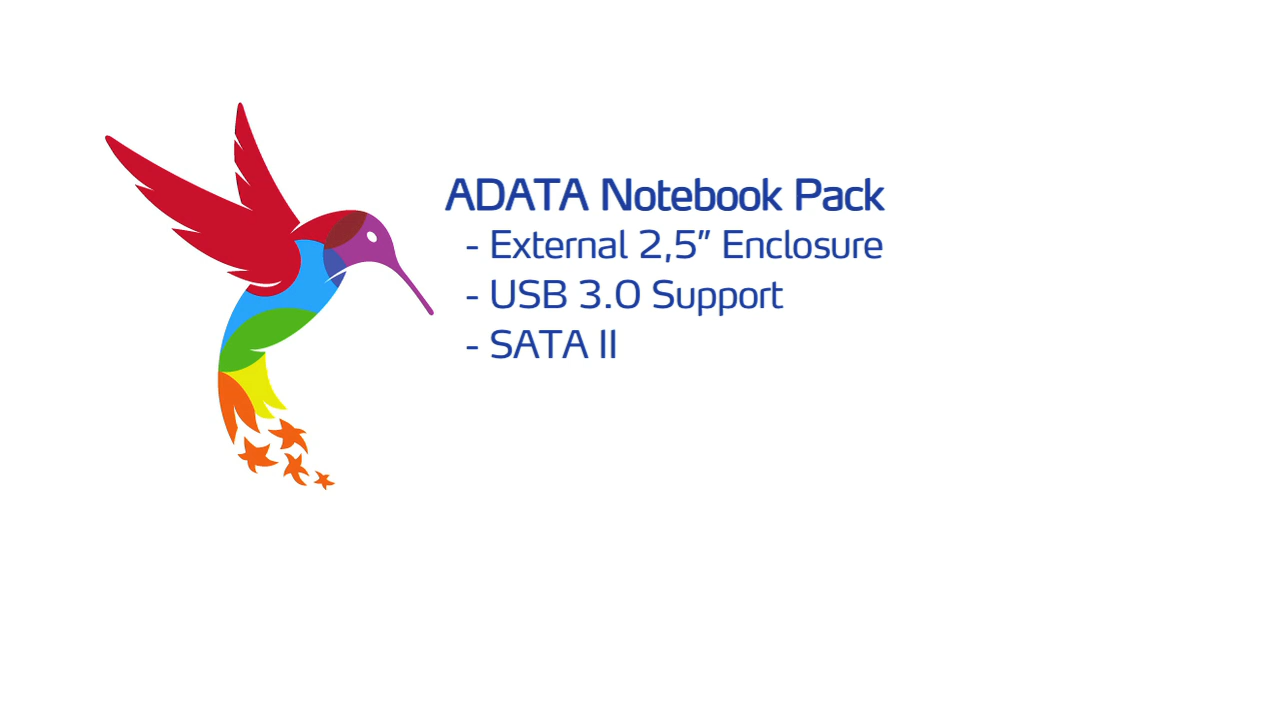 ADATA Notebook Pack
- External 2,5” Enclosure
- USB 3.0 Support
- SATA II